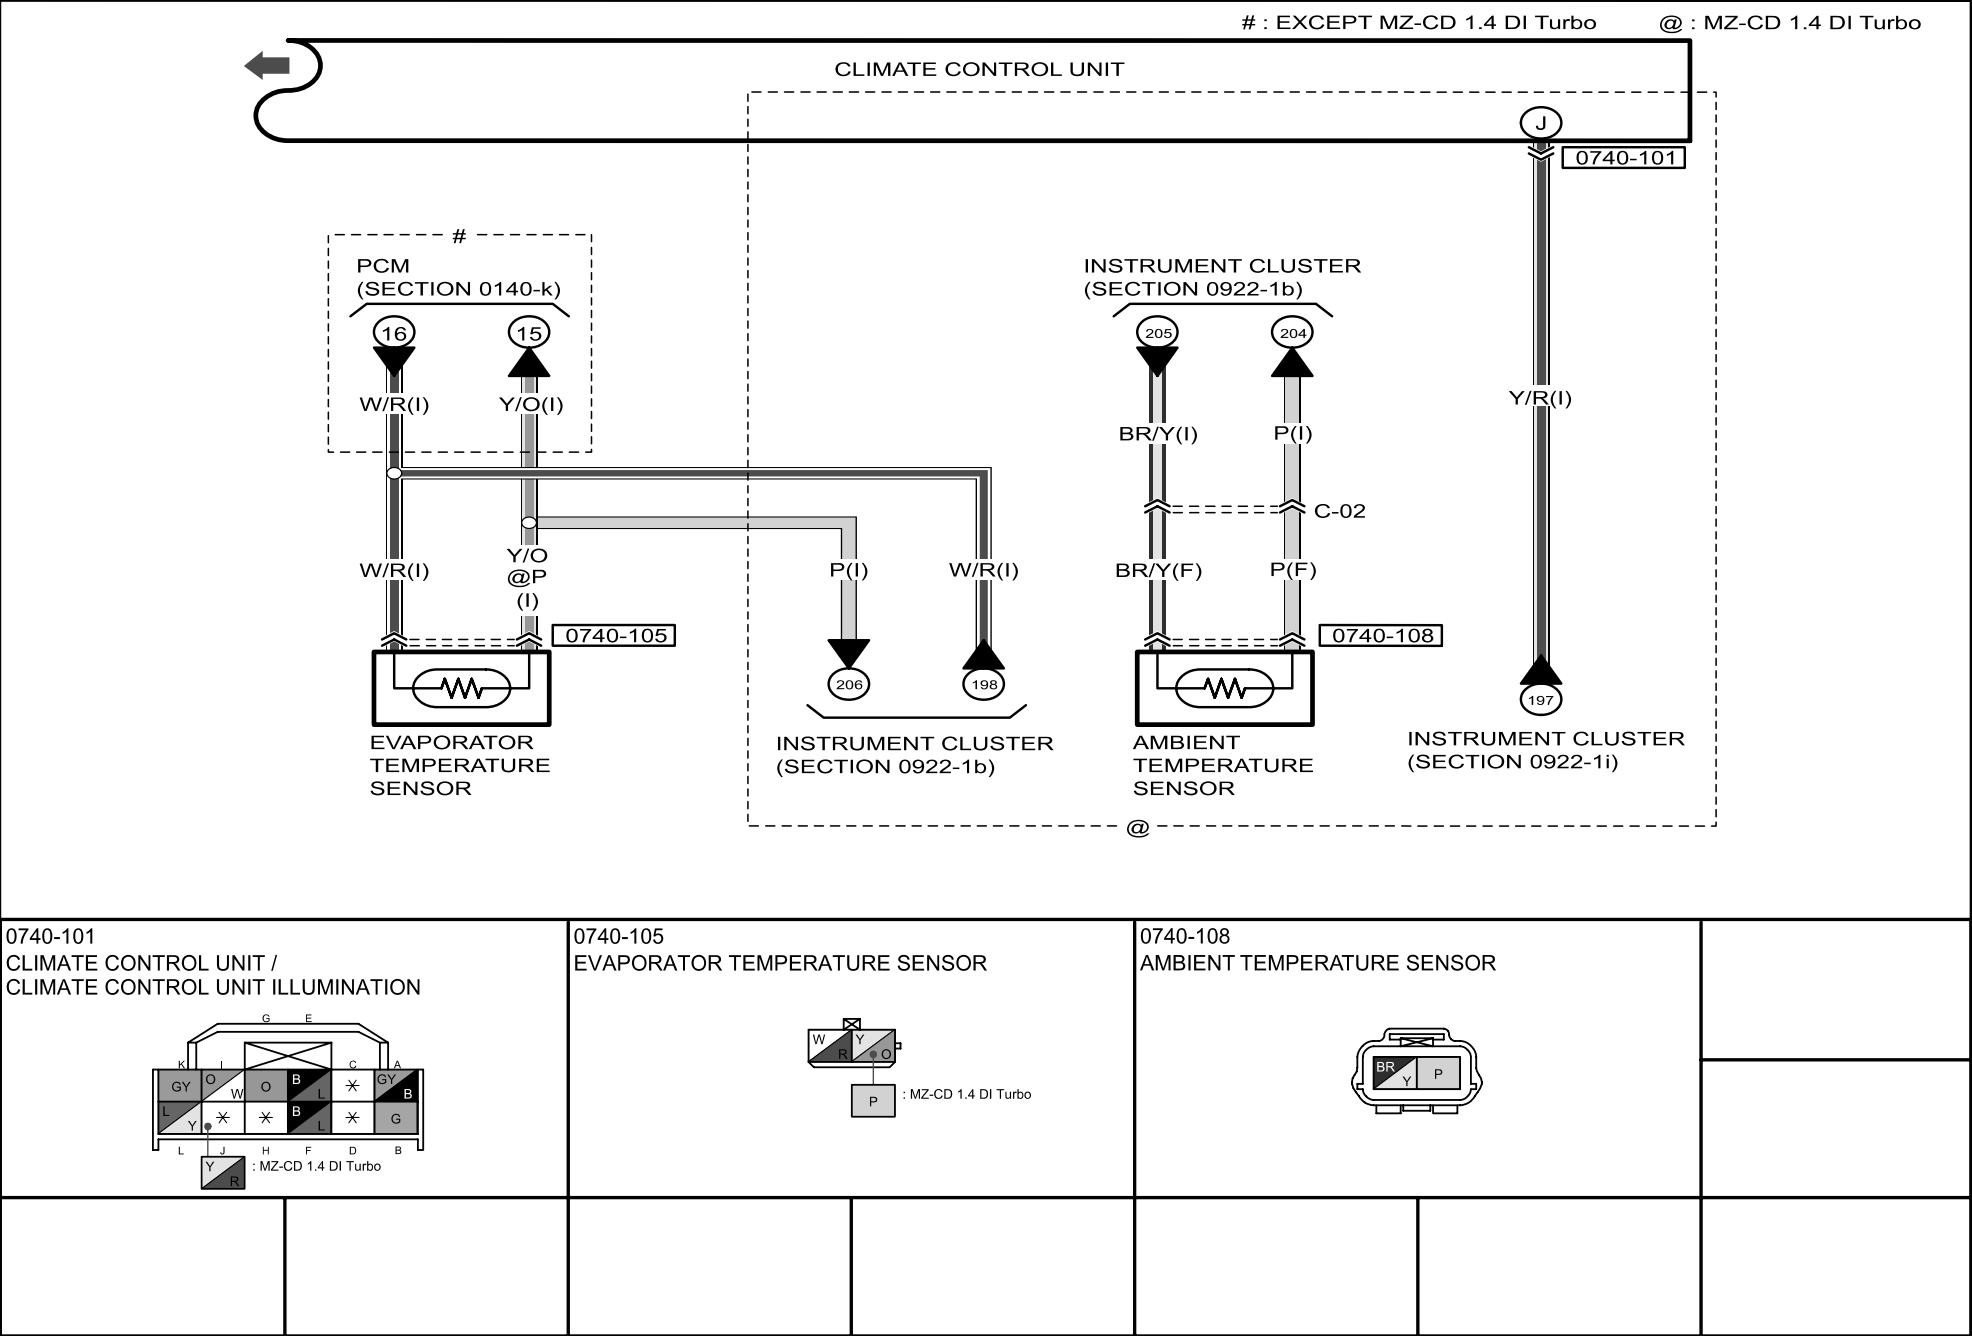 # : EXCEPT MZ-CD 1.4 DI Turbo
@ : MZ-CD 1.4 DI Turbo
CLIMATE CONTROL UNIT
J
0740-101
#
PCM
(SECTION 0140-k)
16
15
W/R(I)
Y/O(I)
INSTRUMENT CLUSTER
(SECTION 0922-1b)
205
204
BR/Y(I)
P(I)
Y/R(I)
C-02
W/R(I)
Y/O
@P
(I)
P(I)
W/R(I)
BR/Y(F)
P(F)
0740-105
0740-108
206
198
197
EVAPORATOR
TEMPERATURE
SENSOR
INSTRUMENT CLUSTER
(SECTION 0922-1b)
AMBIENT
TEMPERATURE
SENSOR
INSTRUMENT CLUSTER
(SECTION 0922-1i)
@
0740-101
CLIMATE CONTROL UNIT /
CLIMATE CONTROL UNIT ILLUMINATION
G E
K I C A
GY O W O B L * GY B
L Y * * B L * G
L J H F D B
Y R : MZ-CD 1.4 DI Turbo
0740-105
EVAPORATOR TEMPERATURE SENSOR
W R Y O
P : MZ-CD 1.4 DI Turbo
0740-108
AMBIENT TEMPERATURE SENSOR
BR Y P